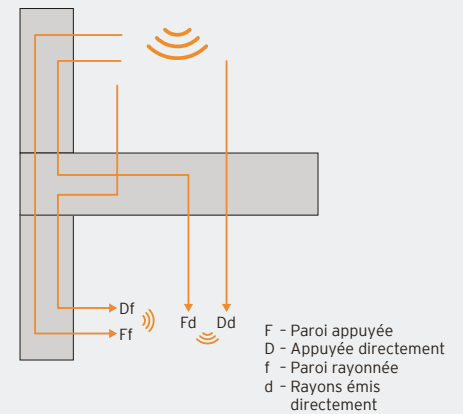 Df
Ff
Fd Dd
F – Paroi appuyée
D – Appuyée directement
f – Paroi rayonnée
d – Rayons émis
directement